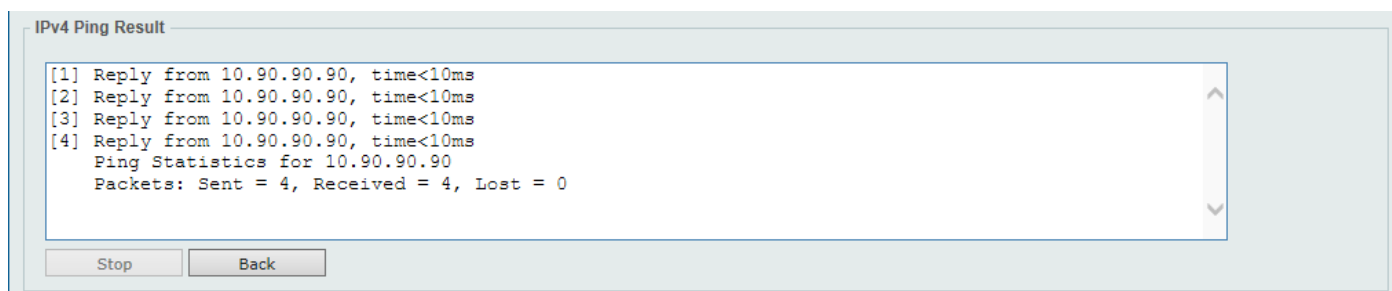 IPv4 Ping Result
[1] Reply from 10.90.90.90, time<10ms
[2] Reply from 10.90.90.90, time<10ms
[3] Reply from 10.90.90.90, time<10ms
[4] Reply from 10.90.90.90, time<10ms
Ping Statistics for 10.90.90.90
Packets: Sent = 4, Received = 4, Lost = 0
Stop Back